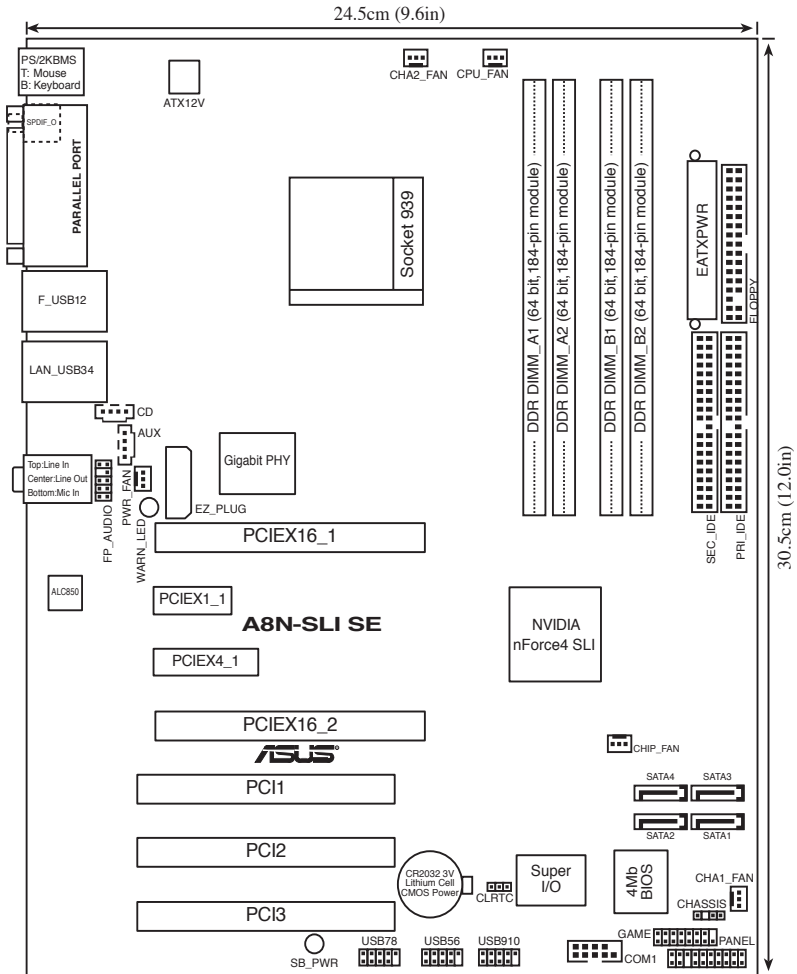 24.5cm (9.6in)
PS/2KBMS
T: Mouse
B: Keyboard
ATX12V
CHA2_FAN
CPU_FAN
SPDIF_O
PARALLEL PORT
Socket 939
DDR DIMM_A1 (64 bit,184-pin module)
DDR DIMM_A2 (64 bit,184-pin module)
DDR DIMM_B1 (64 bit,184-pin module)
DDR DIMM_B2 (64 bit,184-pin module)
EATXPWR
FLOPPY
F_USB12
LAN_USB34
CD
AUX
Top:Line In
Center:Line Out
Bottom:Mic In
FP_AUDIO
PWR_FAN
WARN_LED
EZ_PLUG
Gigabit PHY
SEC_IDE
PRI_IDE
30.5cm (12.0in)
PCIEX16_1
ALC850
PCIEX1_1
A8N-SLI SE
NVIDIA
nForce4 SLI
PCIEX4_1
PCIEX16_2
ASUS®
CHIP_FAN
PCI1
SATA4
SATA3
SATA2
SATA1
PCI2
CR2032 3V
Lithium Cell
CMOS Power
CLRTC
Super
I/O
4Mb
BIOS
CHA1_FAN
CHASSIS
PCI3
SB_PWR
USB78
USB56
USB910
COM1
GAME
PANEL